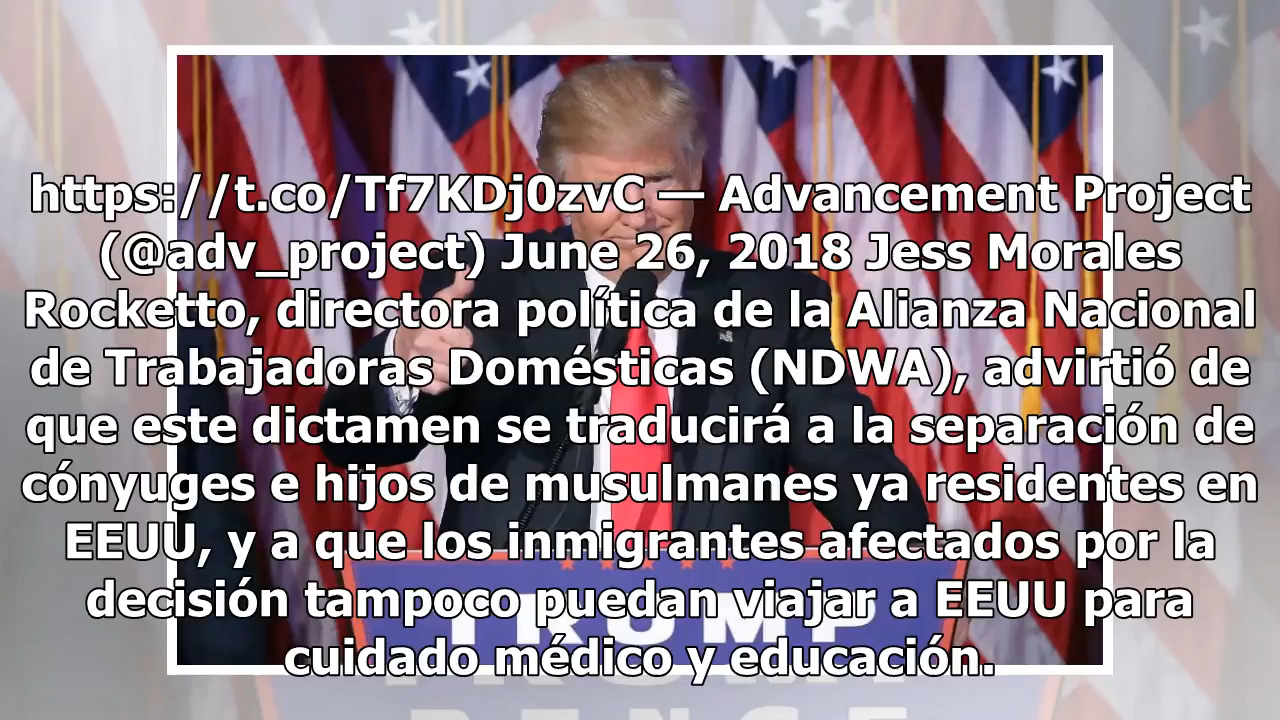 https://t.co/Tf7KDj0zvC — Advancement Project
(@adv_project) June 26, 2018 Jess Morales
Rocketto, directora política de la Alianza Nacional
de Trabajadoras Domésticas (NDWA), advirtió de
que este dictamen se traducirá a la separación de
cónyuges e hijos de musulmanes ya residentes en
EEUU, y a que los inmigrantes afectados por la
decisión tampoco puedan viajar a EEUU para
TRUMP
cuidado médico y educación.
PENCE